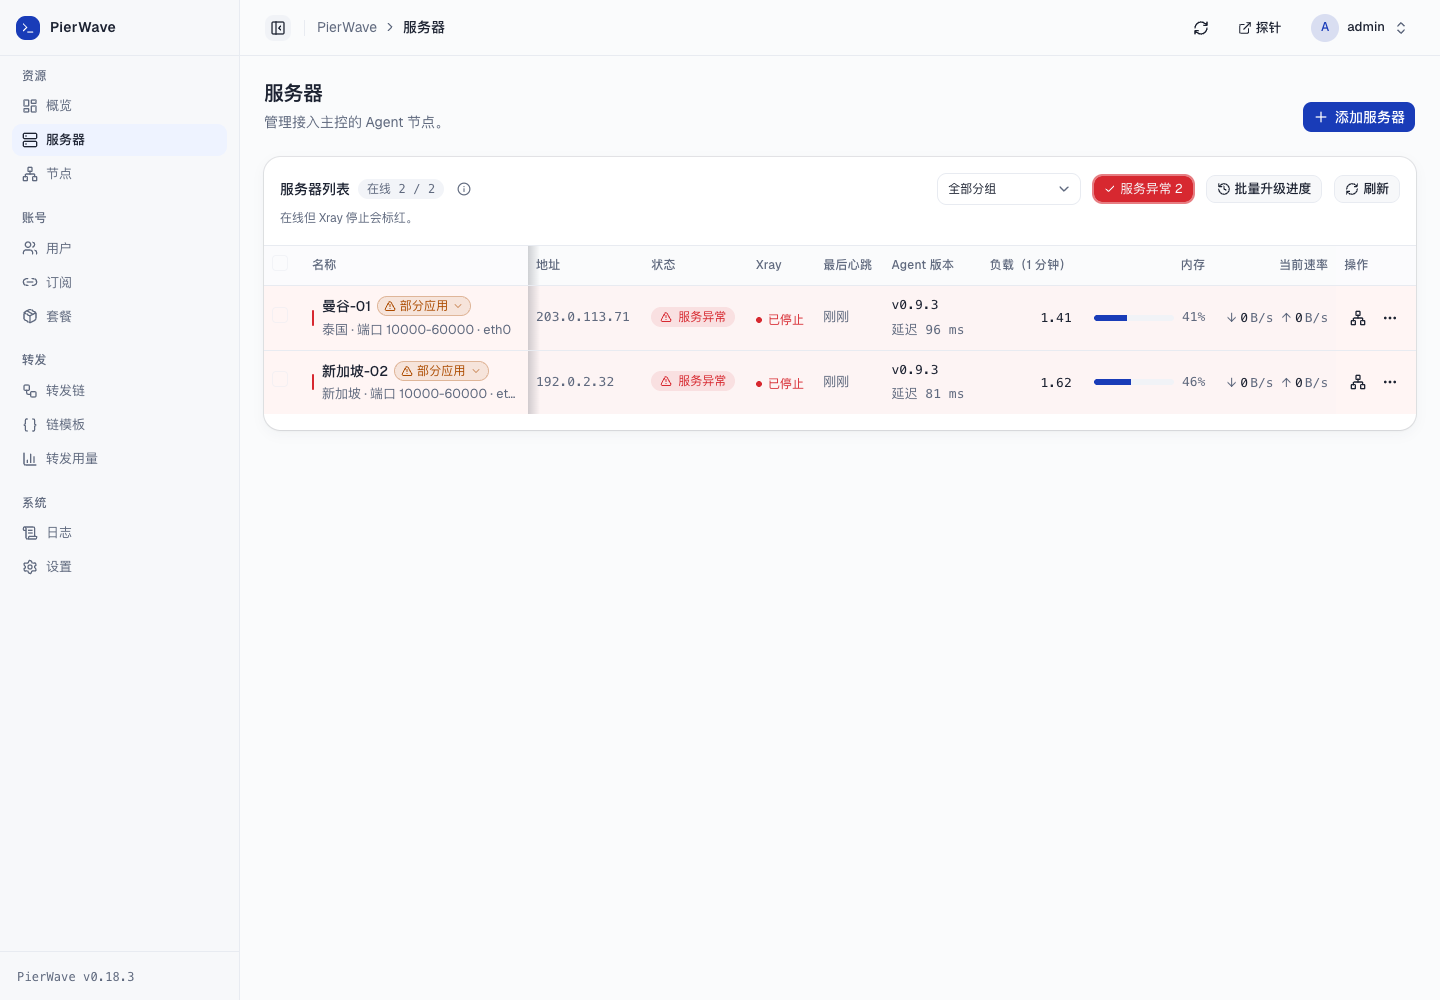 PierWave
PierWave > 服务器
探针
A admin
资源
概览
服务器
节点
账号
用户
订阅
套餐
转发
转发链
链模板
转发用量
系统
日志
设置
PierWave v0.18.3
服务器
管理接入主控的 Agent 节点。
添加服务器
服务器列表 在线 2 / 2
在线但 Xray 停止会标红。
全部分组 服务异常 2 批量升级进度 刷新
名称 地址 状态 Xray 最后心跳 Agent 版本 负载 (1 分钟) 内存 当前速率 操作
曼谷-01 部分应用
泰国 · 端口 10000-60000 · eth0
203.0.113.71 服务异常 已停止 刚刚
v0.9.3
延迟 96 ms
1.41 41% ↓ 0 B/s ↑ 0 B/s
新加坡-02 部分应用
新加坡 · 端口 10000-60000 · et...
192.0.2.32 服务异常 已停止 刚刚
v0.9.3
延迟 81 ms
1.62 46% ↓ 0 B/s ↑ 0 B/s